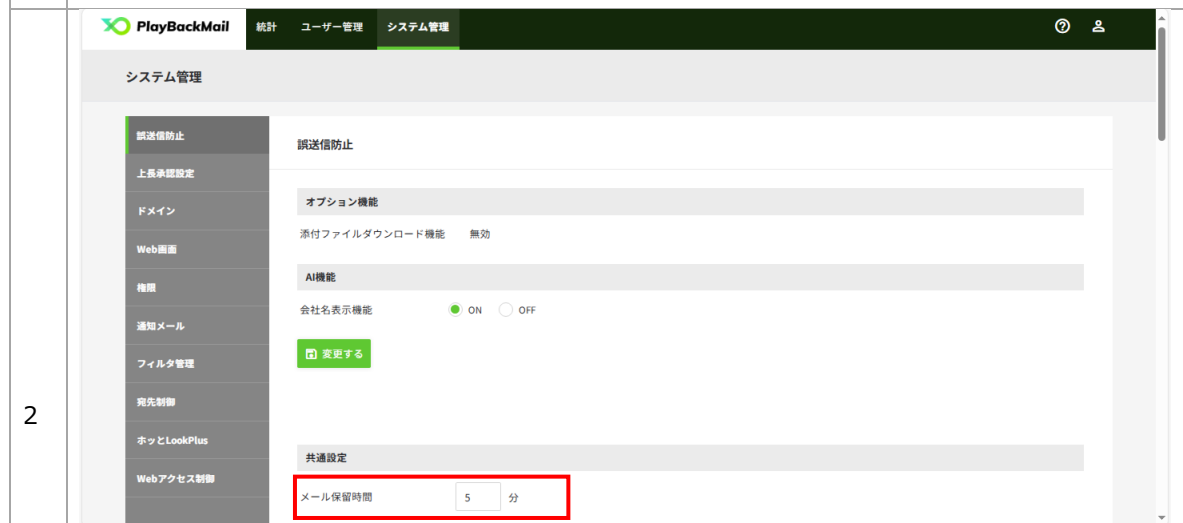 PlayBackMail 統計 ユーザー管理 システム管理
システム管理
誤送信防止
上長承認設定
ドメイン
Web画面
権限
通知メール
フィルタ管理
宛先制御
ホッとLookPlus
Webアクセス制御
誤送信防止
オプション機能
添付ファイルダウンロード機能 無効
AI機能
会社名表示機能 ON OFF
変更する
共通設定
メール保留時間 5 分
2